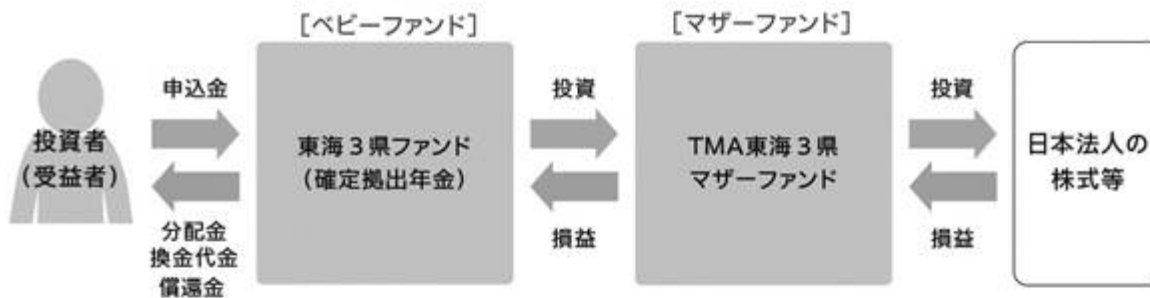 [ベビーファンド]
[マザーファンド]
投資者
（受益者）
申込金
分配金
換金代金
償還金
東海３県ファンド
（確定拠出年金）
投資
損益
TMA東海３県
マザーファンド
投資
損益
日本法人の
株式等